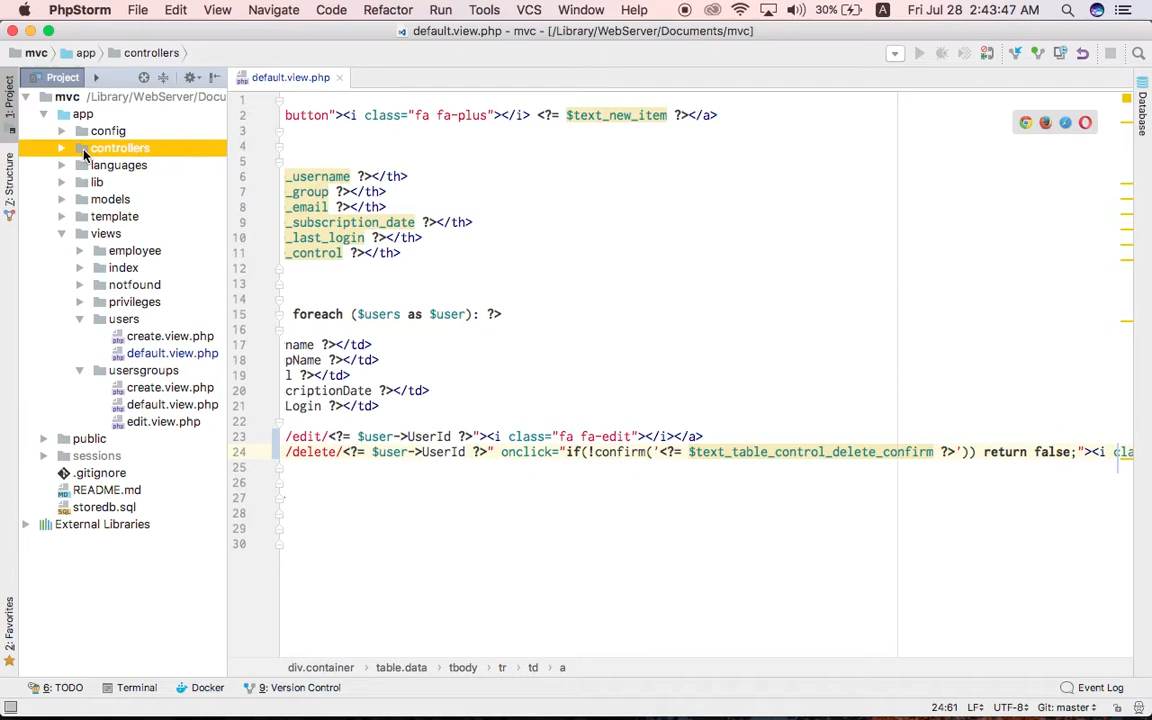 PhpStorm File Edit View Navigate Code Refactor Run Tools VCS Window Help 30% A Fri Jun 28 2:43:47 AM
default.view.php - mvc - [/Library/WebServer/Documents/mvc]
mvc app controllers
Project default.view.php
1: Project
Z: Structure
2: Favorites
Database
mvc /Library/WebServer/Docu
app
config
controllers
languages
lib
models
template
views
employee
index
notfound
privileges
users
create.view.php
default.view.php
usersgroups
create.view.php
default.view.php
edit.view.php
public
sessions
.gitignore
README.md
storedb.sql
External Libraries
1
2 button"><i class="fa fa-plus"></i> <?= $text_new_item ?></a>
3
4
5
6 _username ?></th>
7 _group ?></th>
8 _email ?></th>
9 _subscription_date ?></th>
10 _last_login ?></th>
11 _control ?></th>
12
13
14
15 foreach ($users as $user): ?>
16
17 name ?></td>
18 pName ?></td>
19 l ?></td>
20 criptionDate ?></td>
21 Login ?></td>
22
23 /edit/<?= $user->UserId ?>"><i class="fa fa-edit"></i></a>
24 /delete/<?= $user->UserId ?>" onclick="if(!confirm('<?= $text_table_control_delete_confirm ?>')) return false;"><i cla
25
26
27
28
29
30
div.container table.data tbody tr td a
6: TODO Terminal Docker 9: Version Control Event Log
24:61 LF UTF-8 Git: master